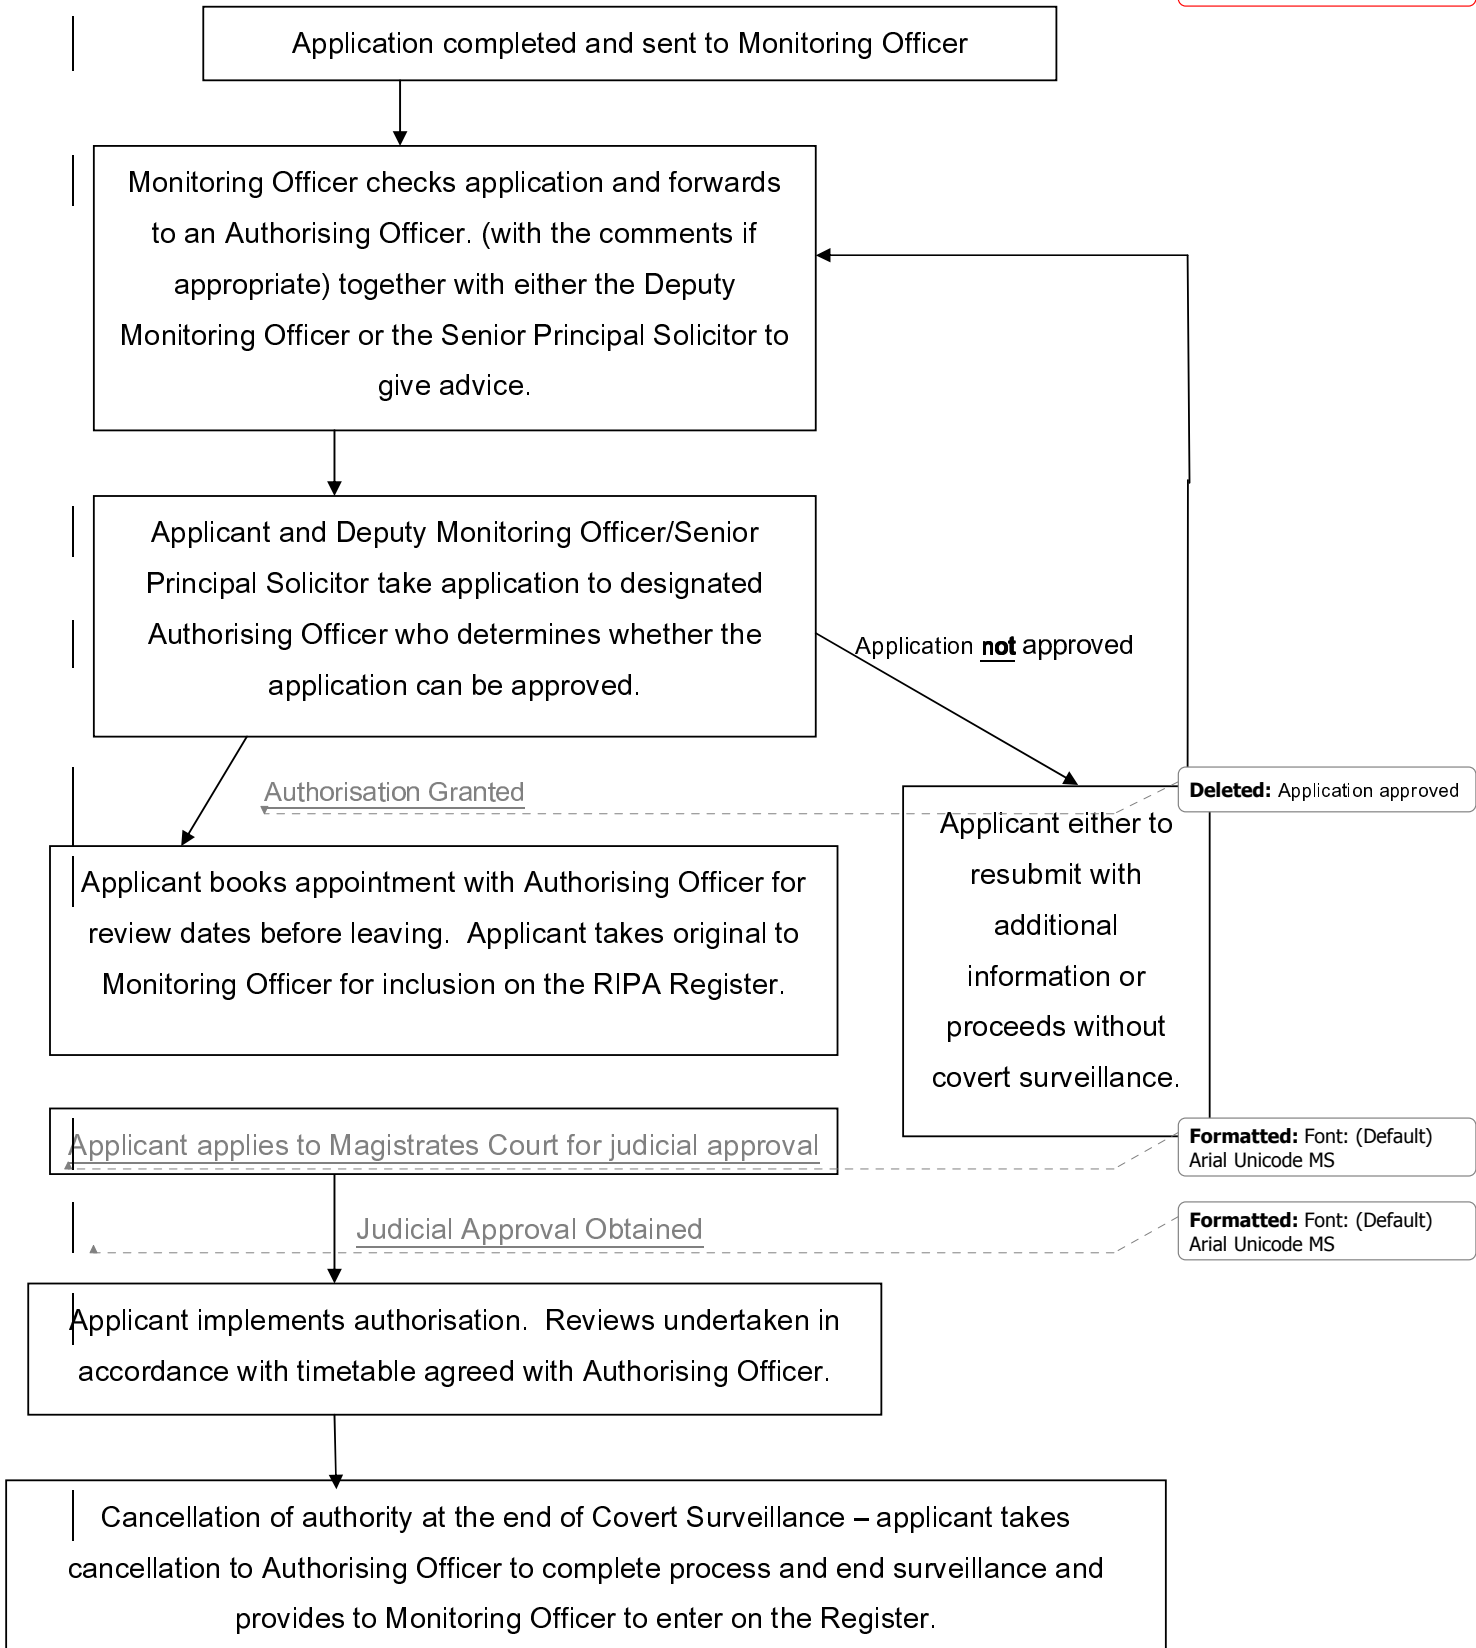 Application completed and sent to Monitoring Officer
Monitoring Officer checks application and forwards
to an Authorising Officer. (with the comments if
appropriate) together with either the Deputy
Monitoring Officer or the Senior Principal Solicitor to
give advice.
Applicant and Deputy Monitoring Officer/Senior
Principal Solicitor take application to designated
Authorising Officer who determines whether the
application can be approved.
Application not approved
Authorisation Granted
Deleted: Application approved
Applicant either to
resubmit with
additional
information or
proceeds without
covert surveillance.
Applicant books appointment with Authorising Officer for
review dates before leaving.  Applicant takes original to
Monitoring Officer for inclusion on the RIPA Register.
Applicant applies to Magistrates Court for judicial approval
Formatted: Font: (Default)
Arial Unicode MS
Judicial Approval Obtained
Formatted: Font: (Default)
Arial Unicode MS
Applicant implements authorisation.  Reviews undertaken in
accordance with timetable agreed with Authorising Officer.
Cancellation of authority at the end of Covert Surveillance – applicant takes
cancellation to Authorising Officer to complete process and end surveillance and
provides to Monitoring Officer to enter on the Register.